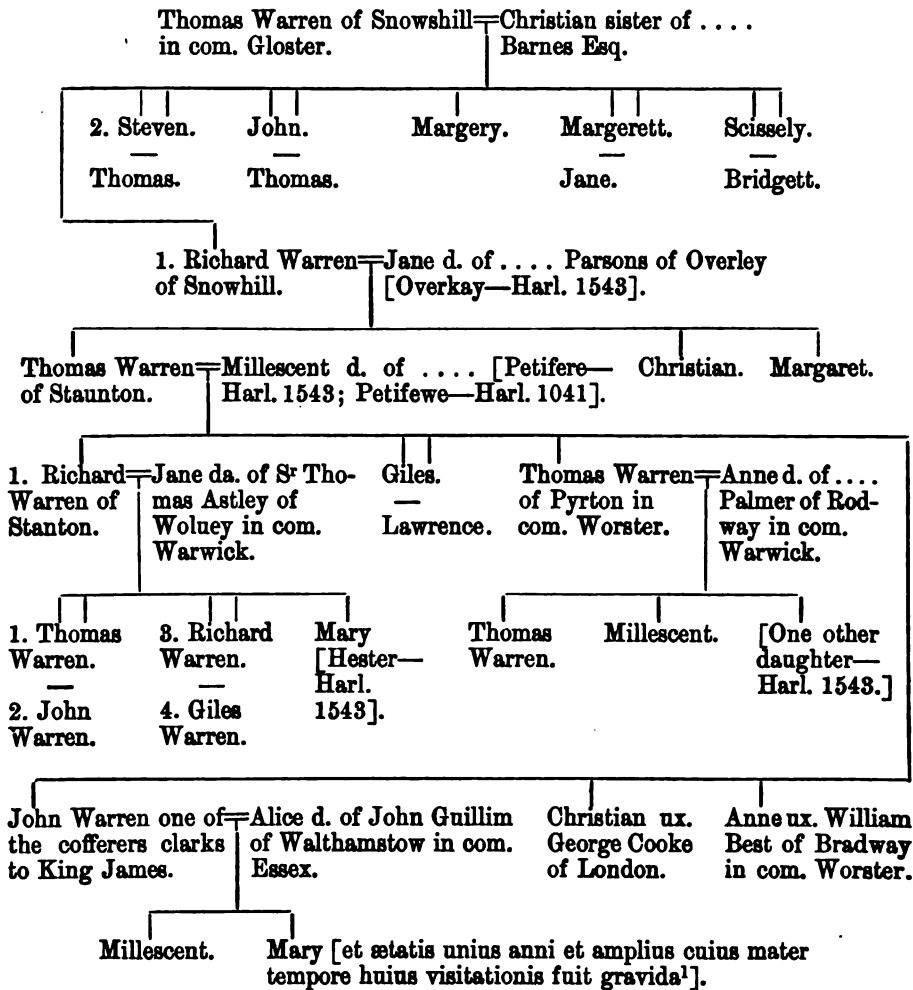 Thomas Warren of Snowshill
in com. Gloster.
Christian sister of ....
Barnes Esq.
2. Steven.
—
Thomas.
John.
—
Thomas.
Margery.
Margerett.
—
Jane.
Scissely.
—
Bridgett.
1. Richard Warren
of Snowhill.
Jane d. of .... Parsons of Overley
[Overkay—Harl. 1543].
Thomas Warren
of Staunton.
Millescent d. of .... [Petifere—
Harl. 1543; Petifewe—Harl. 1041].
Christian.
Margaret.
1. Richard
Warren of
Stanton.
Jane da. of Sr Tho-
mas Astley of
Woluey in com.
Warwick.
Giles.
—
Lawrence.
Thomas Warren
of Pyrton in
com. Worster.
Anne d. of ....
Palmer of Rod-
way in com.
Warwick.
1. Thomas
Warren.
—
2. John
Warren.
3. Richard
Warren.
—
4. Giles
Warren.
Mary
[Hester—
Harl.
1543].
Thomas
Warren.
Millescent.
[One other
daughter—
Harl. 1543.]
John Warren one of
the cofferers clarks
to King James.
Alice d. of John Guillim
of Walthamstow in com.
Essex.
Christian ux.
George Cooke
of London.
Anne ux. William
Best of Bradway
in com. Worster.
Millescent.
Mary [et ætatis unius anni et amplius cuius mater
tempore huius visitationis fuit gravida¹].